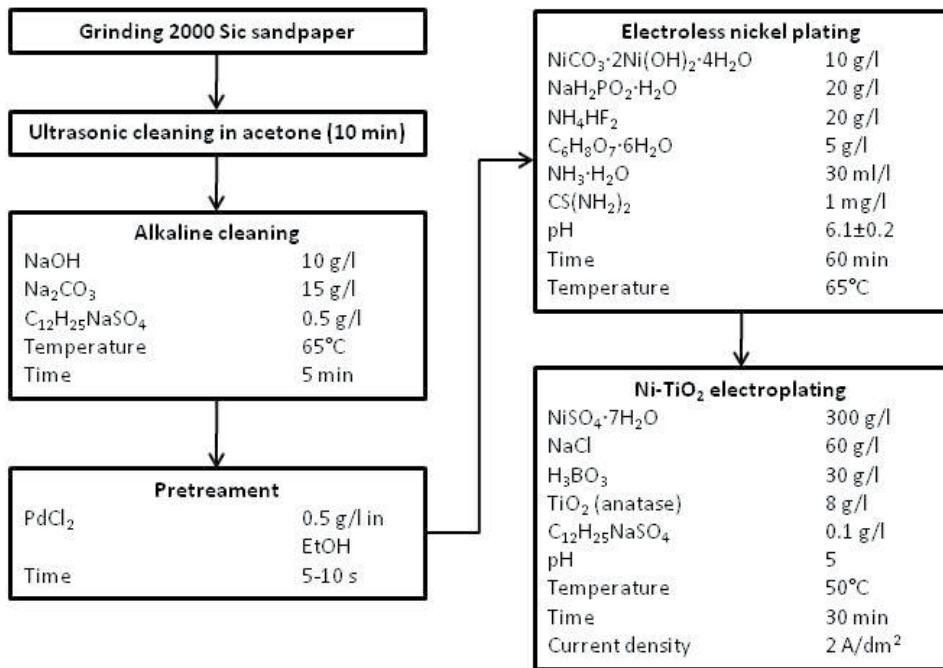 Grinding 2000 Sic sandpaper
Ultrasonic cleaning in acetone (10 min)
Alkaline cleaning
NaOH 10 g/l
Na₂CO₃ 15 g/l
C₁₂H₂₅NaSO₄ 0.5 g/l
Temperature 65°C
Time 5 min
Pretreament
PdCl₂ 0.5 g/l in
EtOH
Time 5-10 s
Electroless nickel plating
NiCO₃·2Ni(OH)₂·4H₂O 10 g/l
NaH₂PO₂·H₂O 20 g/l
NH₄HF₂ 20 g/l
C₆H₈O₇·6H₂O 5 g/l
NH₃·H₂O 30 ml/l
CS(NH₂)₂ 1 mg/l
pH 6.1±0.2
Time 60 min
Temperature 65°C
Ni-TiO₂ electroplating
NiSO₄·7H₂O 300 g/l
NaCl 60 g/l
H₃BO₃ 30 g/l
TiO₂ (anatase) 8 g/l
C₁₂H₂₅NaSO₄ 0.1 g/l
pH 5
Temperature 50°C
Time 30 min
Current density 2 A/dm²